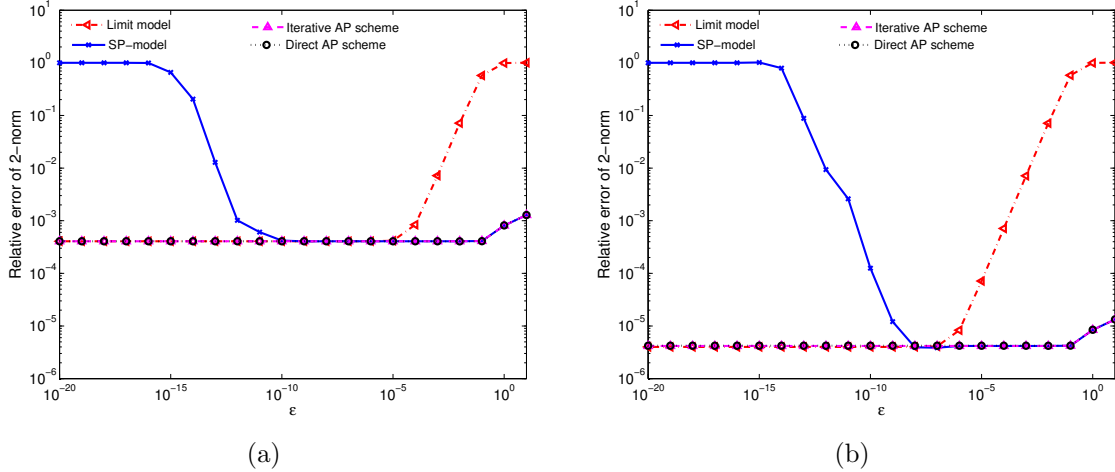 Limit model
SP−model
Iterative AP scheme
Direct AP scheme
Relative error of 2−norm
10^1
10^0
10^−1
10^−2
10^−3
10^−4
10^−5
10^−6
10^−20
10^−15
10^−10
10^−5
10^0
ε
(a)
Limit model
SP−model
Iterative AP scheme
Direct AP scheme
Relative error of 2−norm
10^1
10^0
10^−1
10^−2
10^−3
10^−4
10^−5
10^−6
10^−20
10^−15
10^−10
10^−5
10^0
ε
(b)